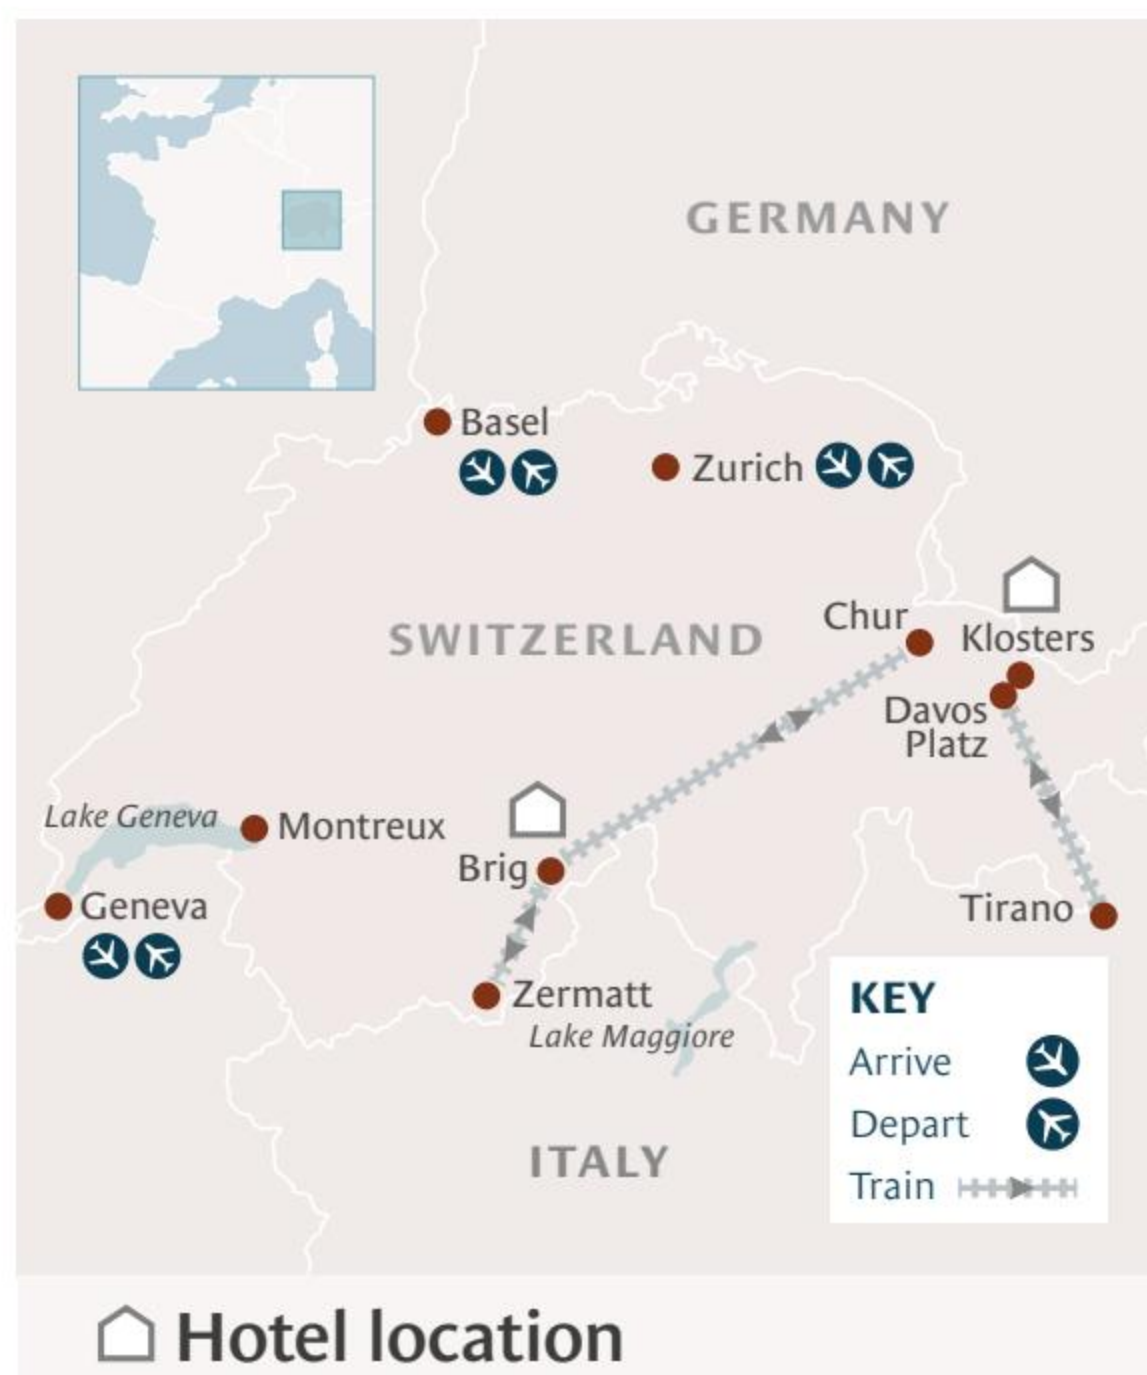 GERMANY
Basel
Zurich
SWITZERLAND
Chur
Klosters
Davos
Platz
Lake Geneva
Montreux
Brig
Geneva
Tirano
Zermatt
Lake Maggiore
ITALY
KEY
Arrive
Depart
Train
Hotel location